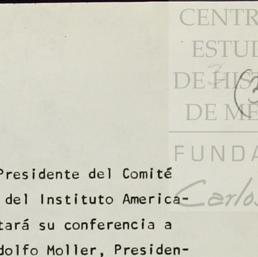 CENTR
ESTUD
DE HIS
DE ME
FUNDA
Carlos
Presidente del Comité
del Instituto America-
tará su conferencia a
dolfo Moller, Presiden-